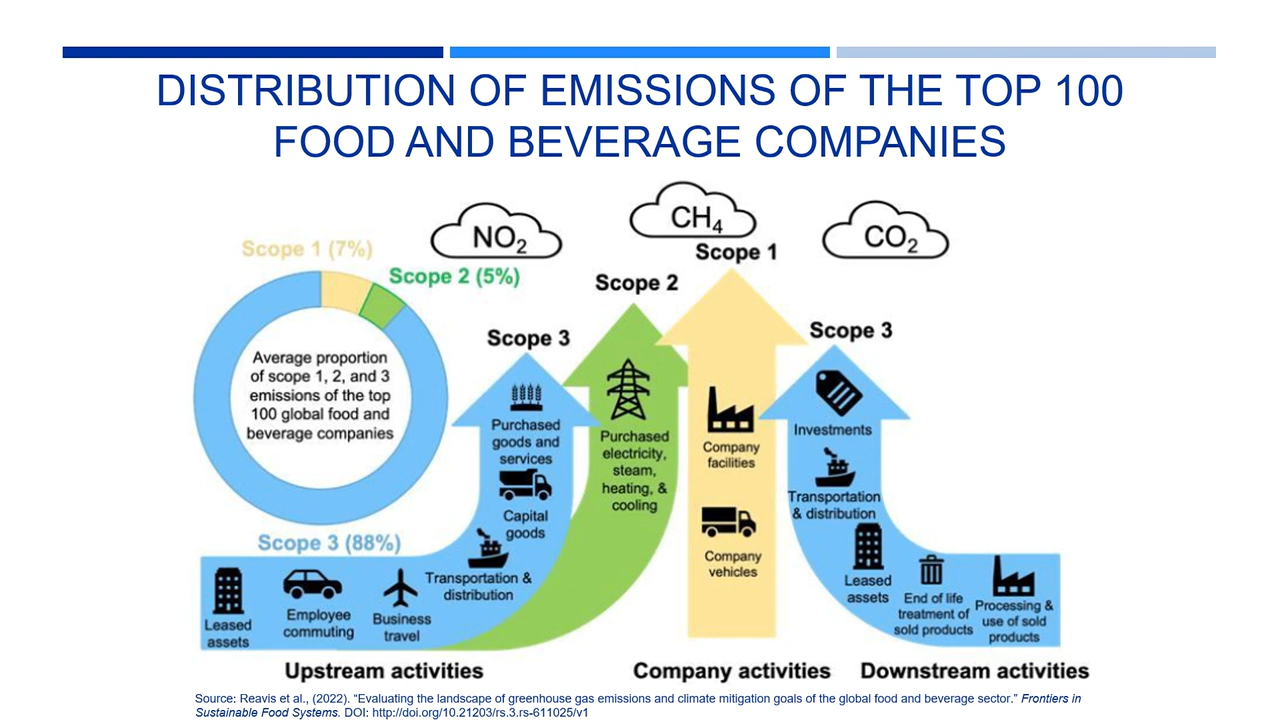 DISTRIBUTION OF EMISSIONS OF THE TOP 100
FOOD AND BEVERAGE COMPANIES
NO2
CH4
CO2
Scope 1 (7%)
Scope 2 (5%)
Average proportion
of scope 1, 2, and 3
emissions of the top
100 global food and
beverage companies
Scope 3 (88%)
Scope 3
Purchased
goods and
services
Capital
goods
Transportation &
distribution
Business
travel
Employee
commuting
Leased
assets
Scope 2
Purchased
electricity,
steam,
heating, &
cooling
Scope 1
Company
facilities
Company
vehicles
Scope 3
Investments
Transportation
& distribution
Leased
assets
End of life
treatment of
sold products
Processing &
use of sold
products
Upstream activities
Company activities
Downstream activities
Source: Reavis et al., (2022). “Evaluating the landscape of greenhouse gas emissions and climate mitigation goals of the global food and beverage sector.” Frontiers in
Sustainable Food Systems. DOI: http://doi.org/10.21203/rs.3.rs-611025/v1